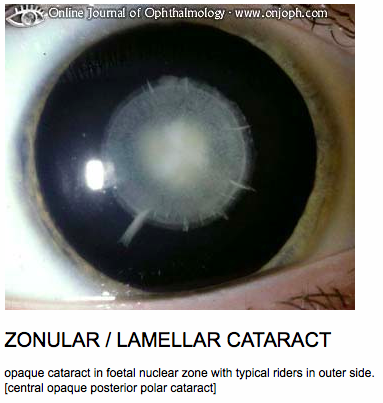 Online Journal of Ophthalmology - www.onjoph.com
ZONULAR / LAMELLAR CATARACT
opaque cataract in foetal nuclear zone with typical riders in outer side.
[central opaque posterior polar cataract]